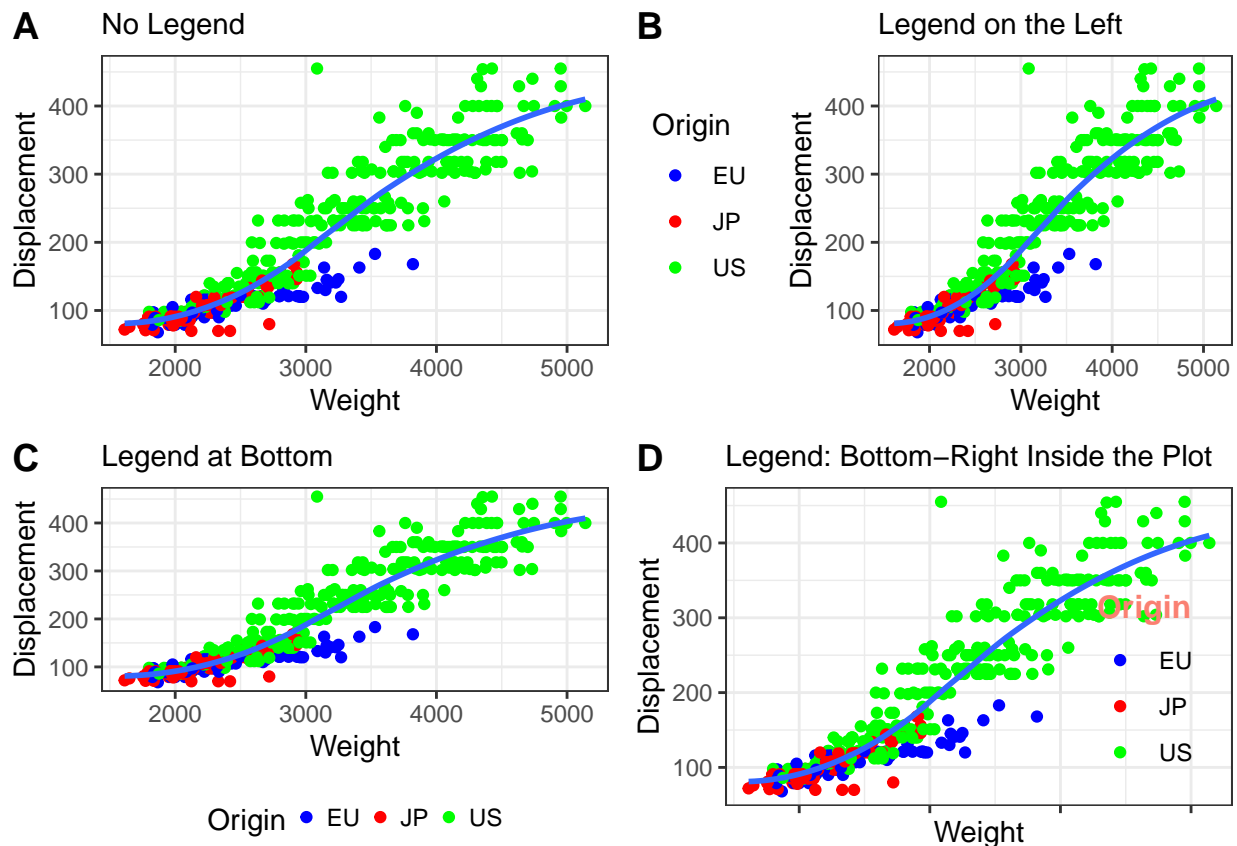 A No Legend
Displacement
400
300
200
100
2000 3000 4000 5000
Weight
B Legend on the Left
Origin
EU
JP
US
Displacement
400
300
200
100
2000 3000 4000 5000
Weight
C Legend at Bottom
Displacement
400
300
200
100
2000 3000 4000 5000
Weight
Origin EU JP US
D Legend: Bottom−Right Inside the Plot
Displacement
400
300
200
100
Origin
EU
JP
US
Weight